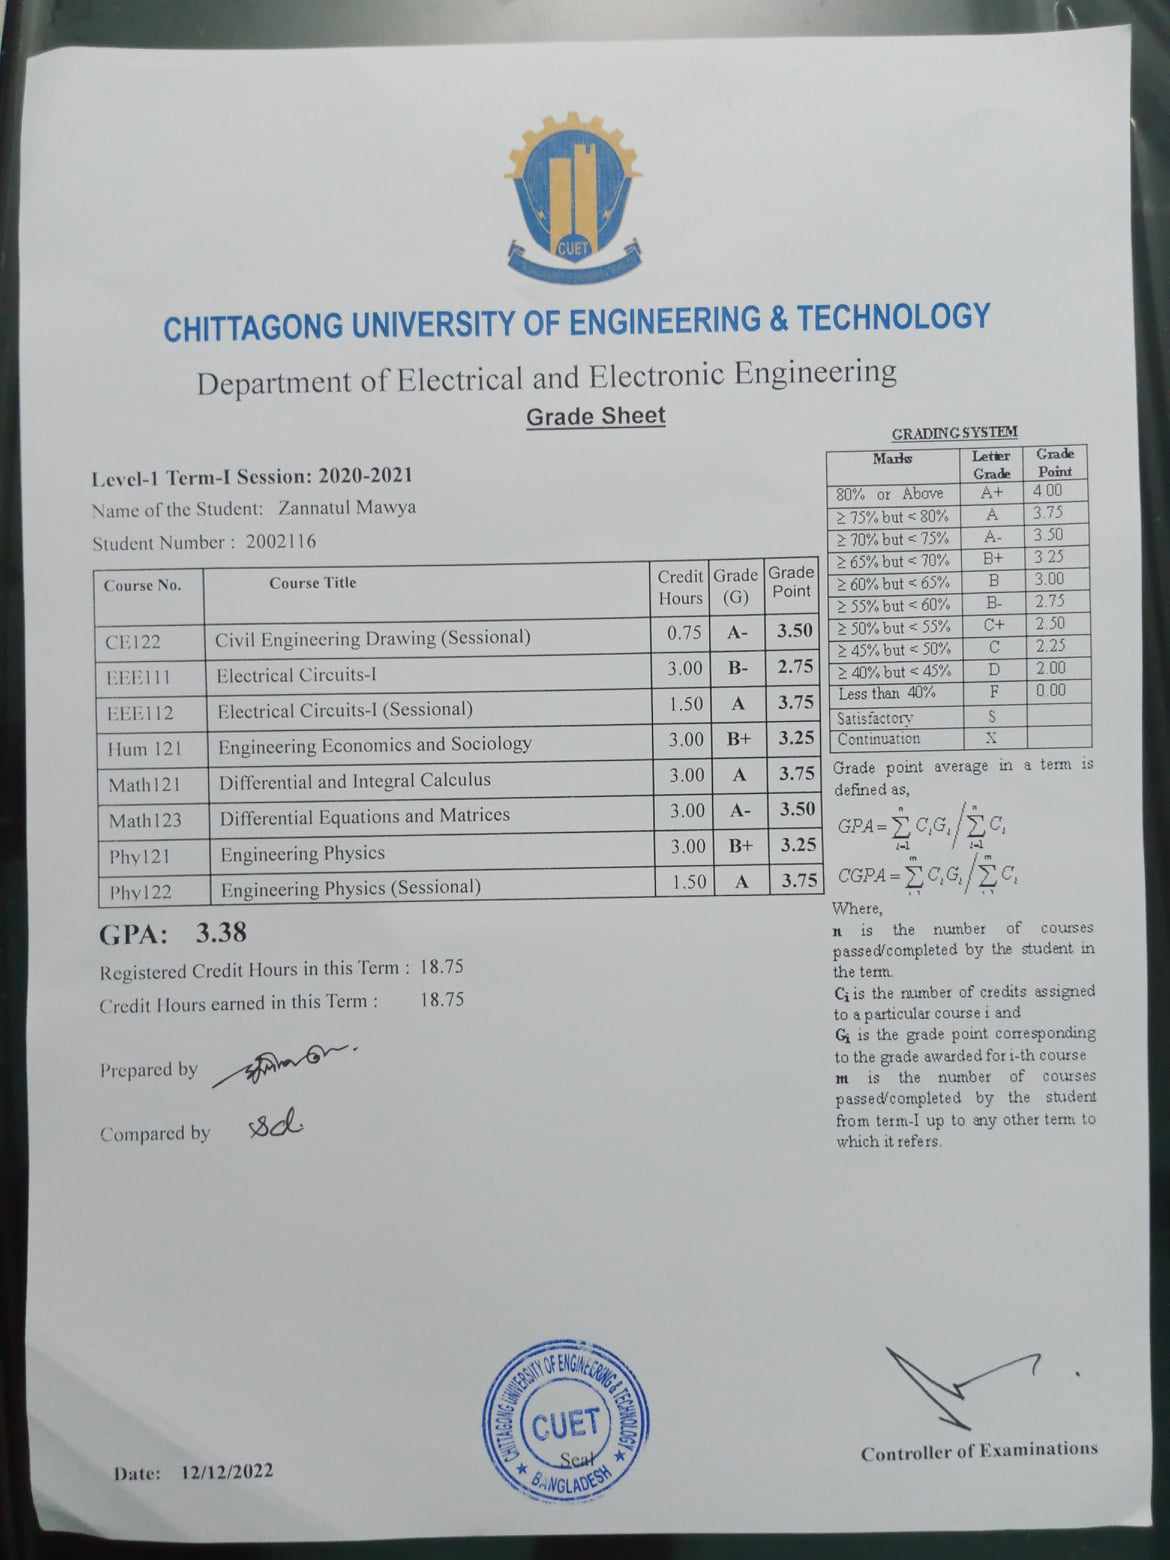 CUET
CHITTAGONG UNIVERSITY OF ENGINEERING & TECHNOLOGY
Department of Electrical and Electronic Engineering
Grade Sheet
Level-1 Term-I Session: 2020-2021
Name of the Student: Zannatul Mawya
Student Number : 2002116
Course No. Course Title Credit Hours Grade (G) Grade Point
CE122 Civil Engineering Drawing (Sessional) 0.75 A- 3.50
EEE111 Electrical Circuits-I 3.00 B- 2.75
EEE112 Electrical Circuits-I (Sessional) 1.50 A 3.75
Hum 121 Engineering Economics and Sociology 3.00 B+ 3.25
Math121 Differential and Integral Calculus 3.00 A 3.75
Math123 Differential Equations and Matrices 3.00 A- 3.50
Phy121 Engineering Physics 3.00 B+ 3.25
Phy122 Engineering Physics (Sessional) 1.50 A 3.75
GPA: 3.38
Registered Credit Hours in this Term : 18.75
Credit Hours earned in this Term : 18.75
Prepared by
Compared by sd.
GRADING SYSTEM
Marks Letter Grade Grade Point
80% or Above A+ 4.00
≥ 75% but < 80% A 3.75
≥ 70% but < 75% A- 3.50
≥ 65% but < 70% B+ 3.25
≥ 60% but < 65% B 3.00
≥ 55% but < 60% B- 2.75
≥ 50% but < 55% C+ 2.50
≥ 45% but < 50% C 2.25
≥ 40% but < 45% D 2.00
Less than 40% F 0.00
Satisfactory S
Continuation X
Grade point average in a term is
defined as,
GPA = n∑i=1 CiGi / n∑i=1 Ci
CGPA = m∑i=1 CiGi / m∑i=1 Ci
Where,
n is the number of courses
passed/completed by the student in
the term.
Ci is the number of credits assigned
to a particular course i and
Gi is the grade point corresponding
to the grade awarded for i-th course
m is the number of courses
passed/completed by the student
from term-I up to any other term to
which it refers.
CHITTAGONG UNIVERSITY OF ENGINEERING & TECHNOLOGY
CUET
Seal
★ BANGLADESH ★
Date: 12/12/2022
Controller of Examinations